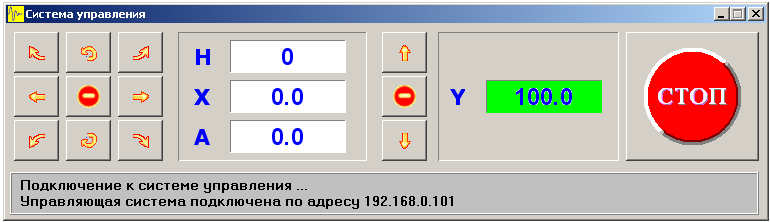 Система управления
H 0
X 0.0
A 0.0
Y 100.0
СТОП
Подключение к системе управления ...
Управляющая система подключена по адресу 192.168.0.101